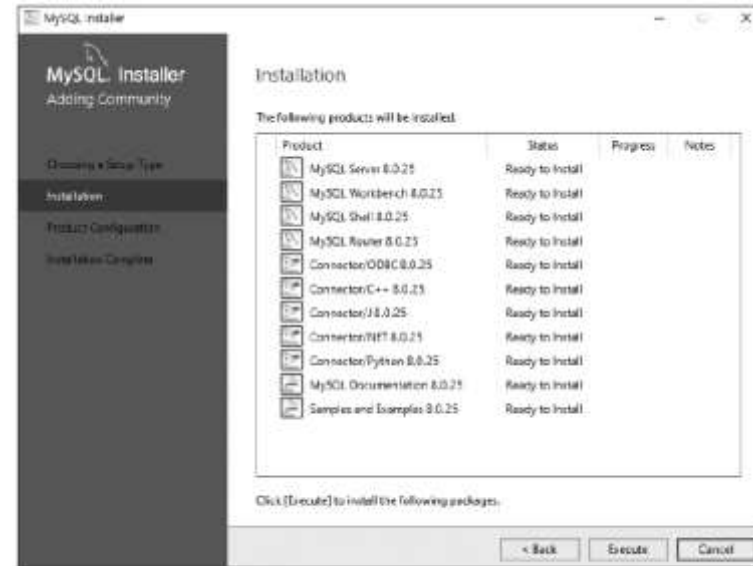 MySQL Installer
MySQL. Installer
Adding Community
Choosing a Setup Type
Installation
Product Configuration
Installation Complete
Installation
The following products will be installed.
Product Status Progress Notes
MySQL Server 8.0.25 Ready to Install
MySQL Workbench 8.0.25 Ready to Install
MySQL Shell 8.0.25 Ready to Install
MySQL Router 8.0.25 Ready to Install
Connector/ODBC 8.0.25 Ready to Install
Connector/C++ 8.0.25 Ready to Install
Connector/J 8.0.25 Ready to Install
Connector/NET 8.0.25 Ready to Install
Connector/Python 8.0.25 Ready to Install
MySQL Documentation 8.0.25 Ready to Install
Samples and Examples 8.0.25 Ready to Install
Click [Execute] to install the following packages.
< Back Execute Cancel